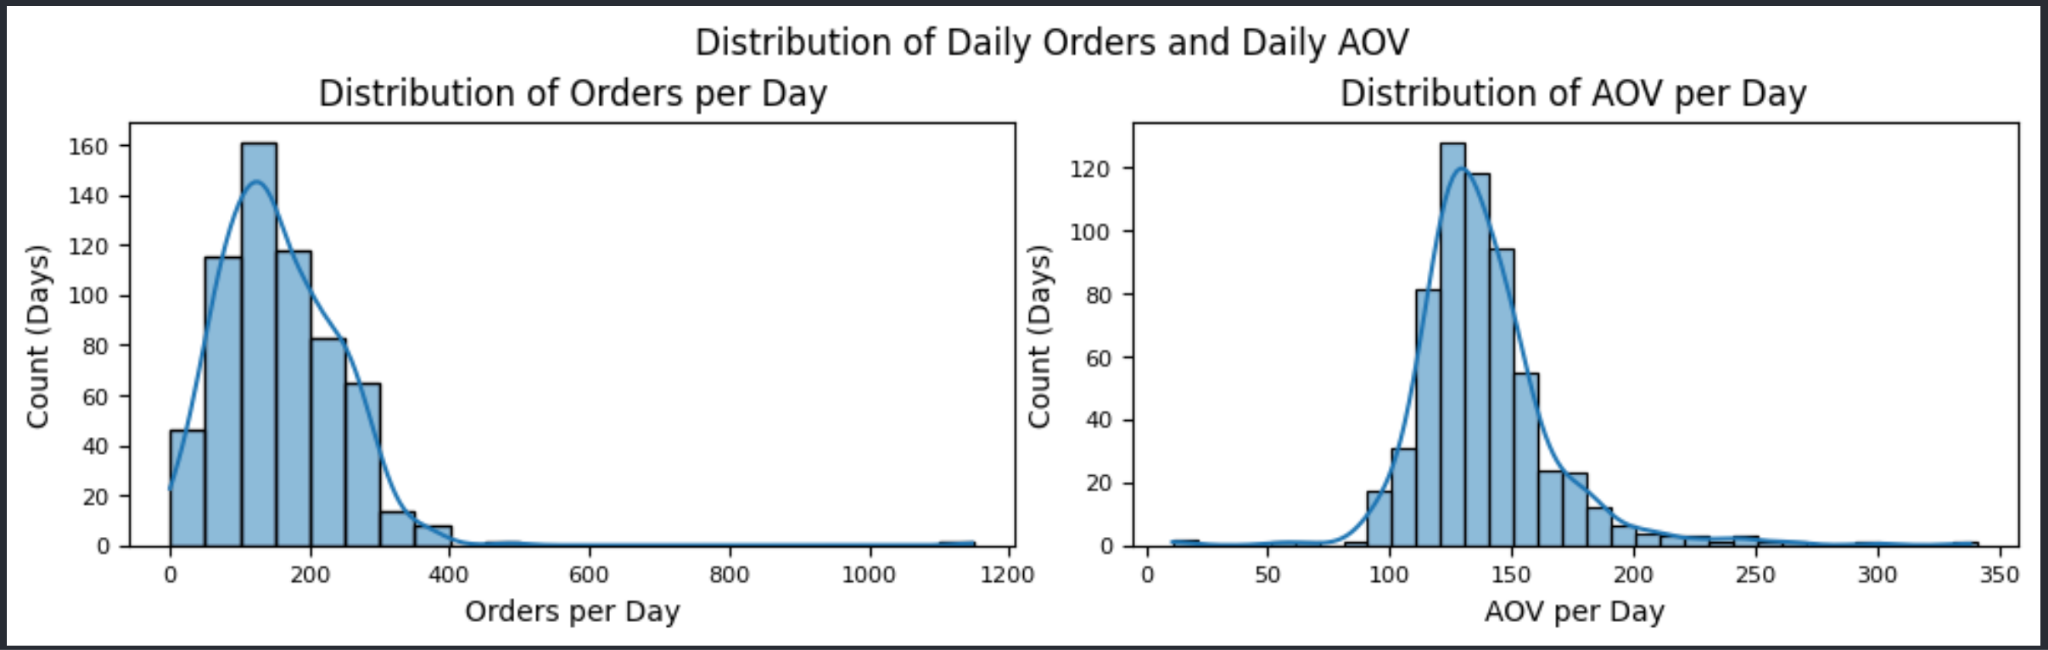 Distribution of Daily Orders and Daily AOV
Distribution of Orders per Day
Count (Days)
160
140
120
100
80
60
40
20
0
0 200 400 600 800 1000 1200
Orders per Day
Distribution of AOV per Day
Count (Days)
120
100
80
60
40
20
0
0 50 100 150 200 250 300 350
AOV per Day